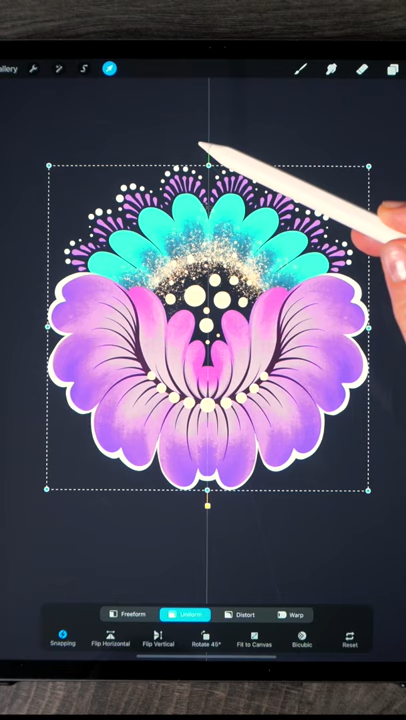 allery
Freeform Uniform Distort Warp
Snapping Flip Horizontal Flip Vertical Rotate 45° Fit to Canvas Bicubic Reset